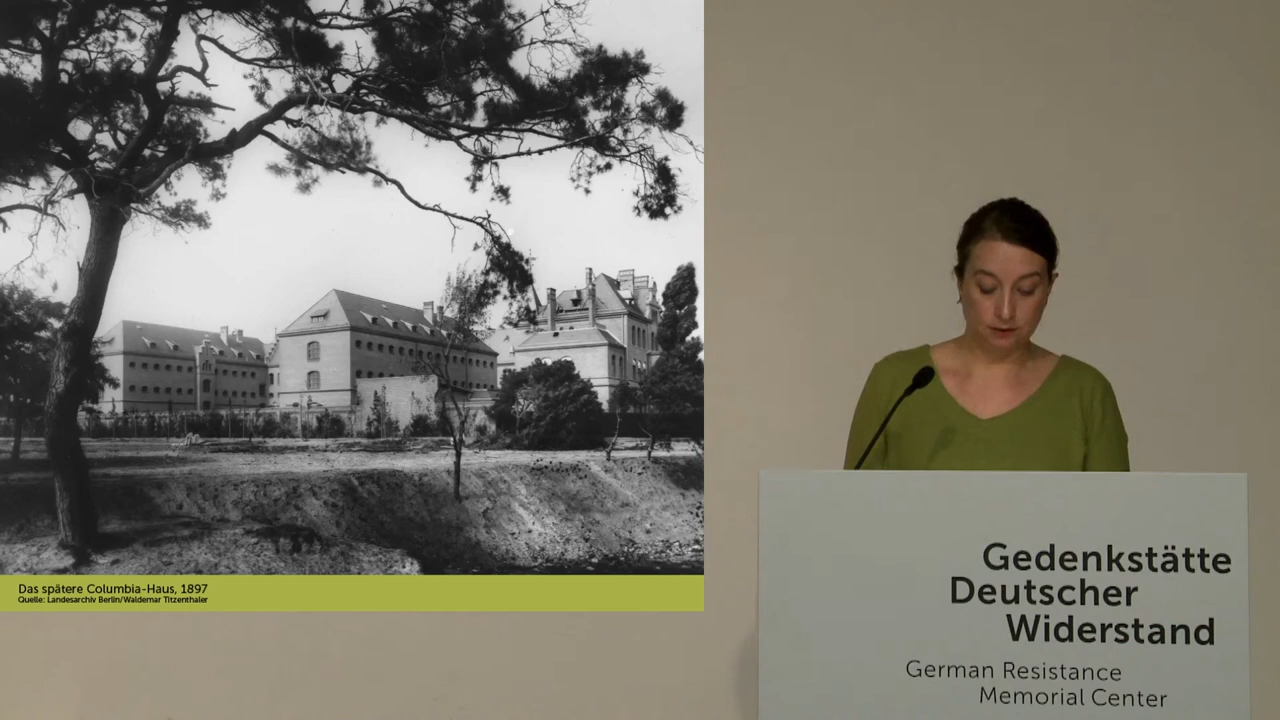 Das spätere Columbia-Haus, 1897
Quelle: Landesarchiv Berlin/Waldemar Titzenthaler
Gedenkstätte
Deutscher
Widerstand
German Resistance
Memorial Center